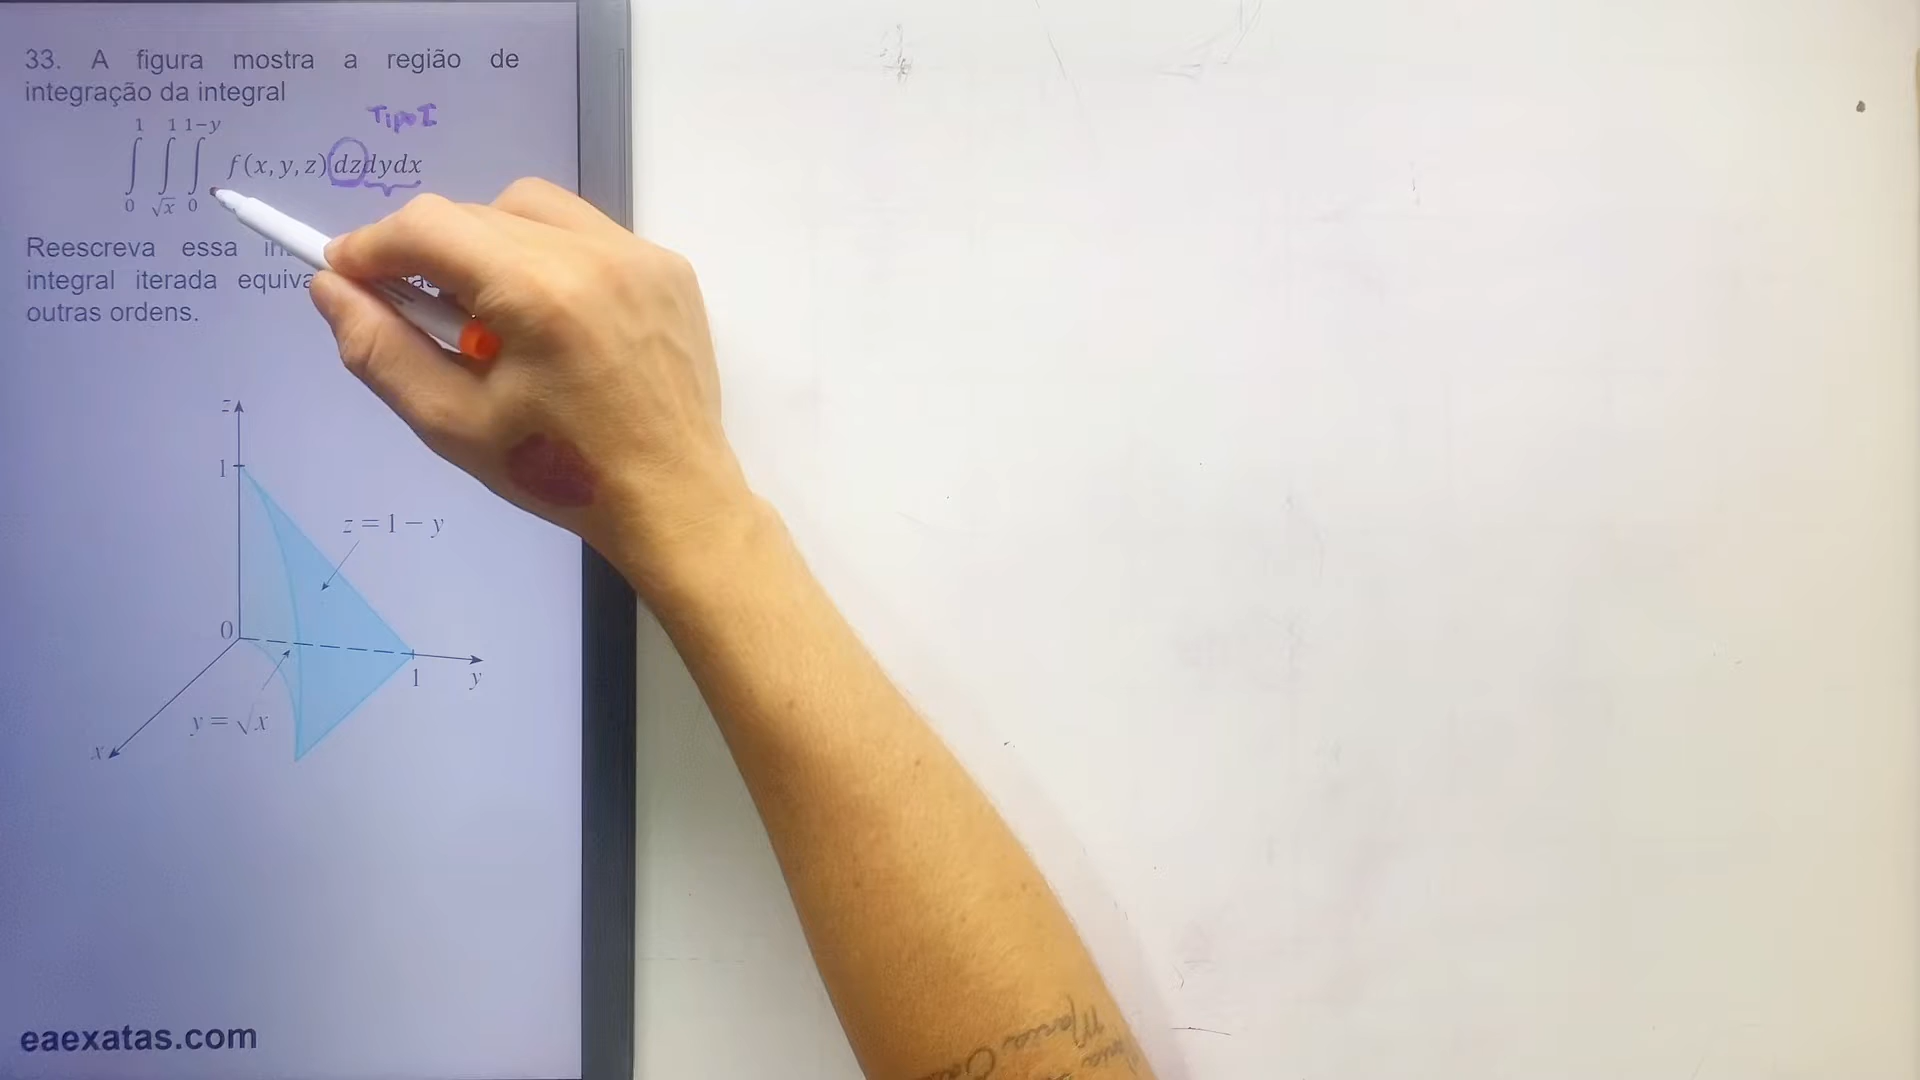 33. A figura mostra a região de
integração da integral
Tipo I
1 1 1−y
∫ ∫ ∫ f(x, y, z) dzdydx
0 √x 0
Reescreva essa
integral iterada
outras ordens.
z
1
z = 1 − y
0
1
y
y = √x
x
eaexatas.com
Maria